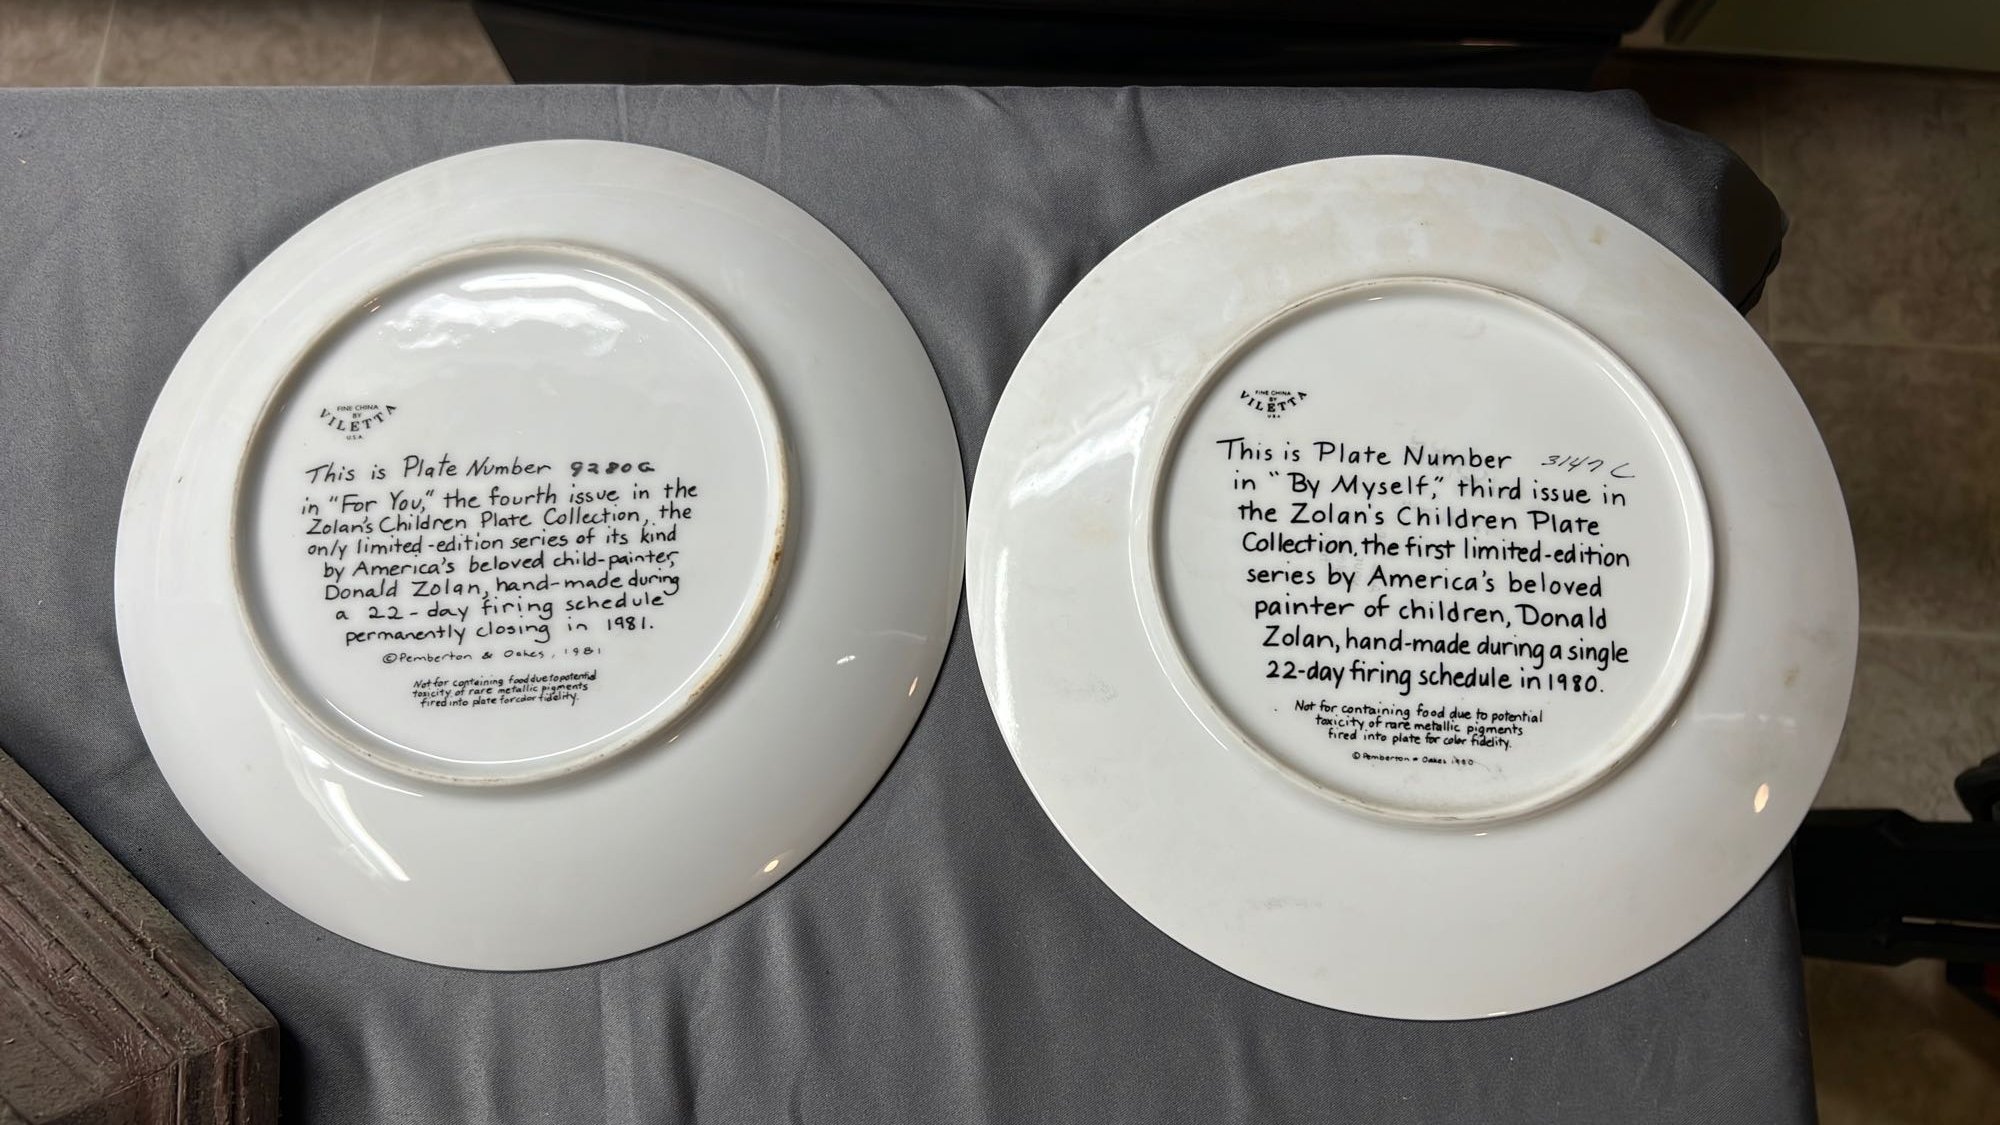 FINE CHINA
BY
VILETTA
U.S.A.
This is Plate Number 9280G
in "For You," the fourth issue in the
Zolan's Children Plate Collection, the
only limited-edition series of its kind
by America's beloved child-painter,
Donald Zolan, hand-made during
a 22-day firing schedule
permanently closing in 1981.
©Pemberton & Oakes, 1981
Not for containing food due to potential
toxicity of rare metallic pigments
fired into plate for color fidelity.
FINE CHINA
BY
VILETTA
U.S.A.
This is Plate Number 3147 C
in "By Myself," third issue in
the Zolan's Children Plate
Collection, the first limited-edition
series by America's beloved
painter of children, Donald
Zolan, hand-made during a single
22-day firing schedule in 1980.
Not for containing food due to potential
toxicity of rare metallic pigments
fired into plate for color fidelity.
© Pemberton & Oakes 1980